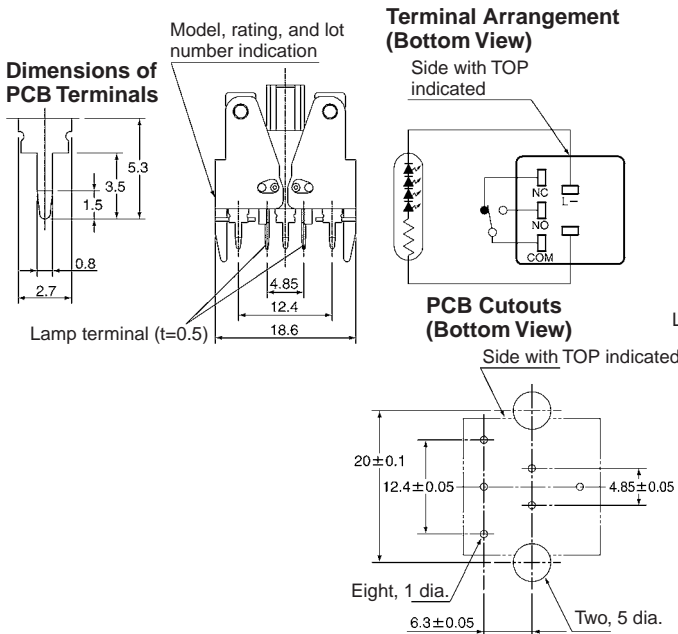 Dimensions of
PCB Terminals
5.3
3.5
1.5
0.8
2.7
Model, rating, and lot
number indication
4.85
12.4
18.6
Lamp terminal (t=0.5)
Terminal Arrangement
(Bottom View)
Side with TOP
indicated
NC
L−
NO
COM
PCB Cutouts
(Bottom View)
L
Side with TOP indicated
20±0.1
12.4±0.05
4.85±0.05
Eight, 1 dia.
6.3±0.05
Two, 5 dia.